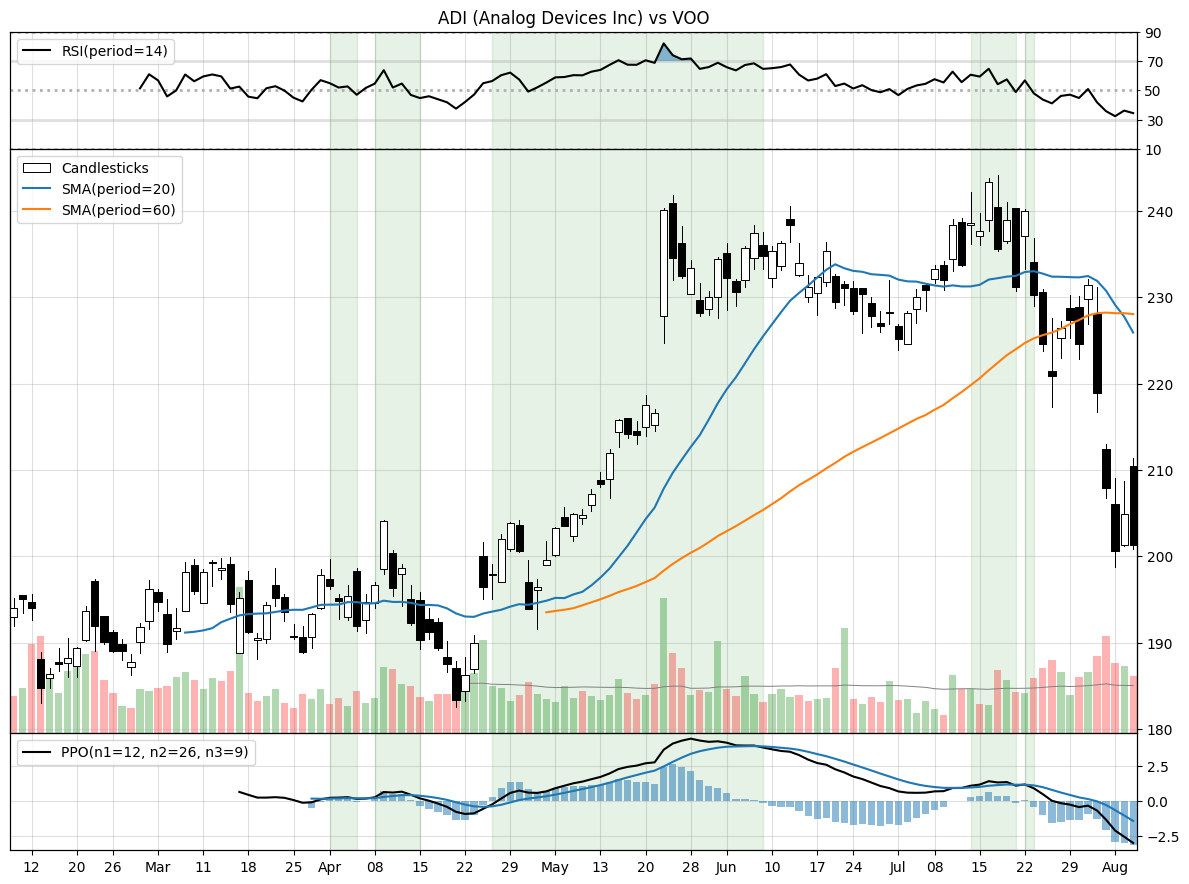 ADI (Analog Devices Inc) vs VOO
RSI(period=14)
90
70
50
30
10
Candlesticks
SMA(period=20)
SMA(period=60)
240
230
220
210
200
190
180
PPO(n1=12, n2=26, n3=9)
2.5
0.0
−2.5
12 20 26 Mar 11 18 25 Apr 08 15 22 29 May 13 20 28 Jun 10 17 24 Jul 08 15 22 29 Aug